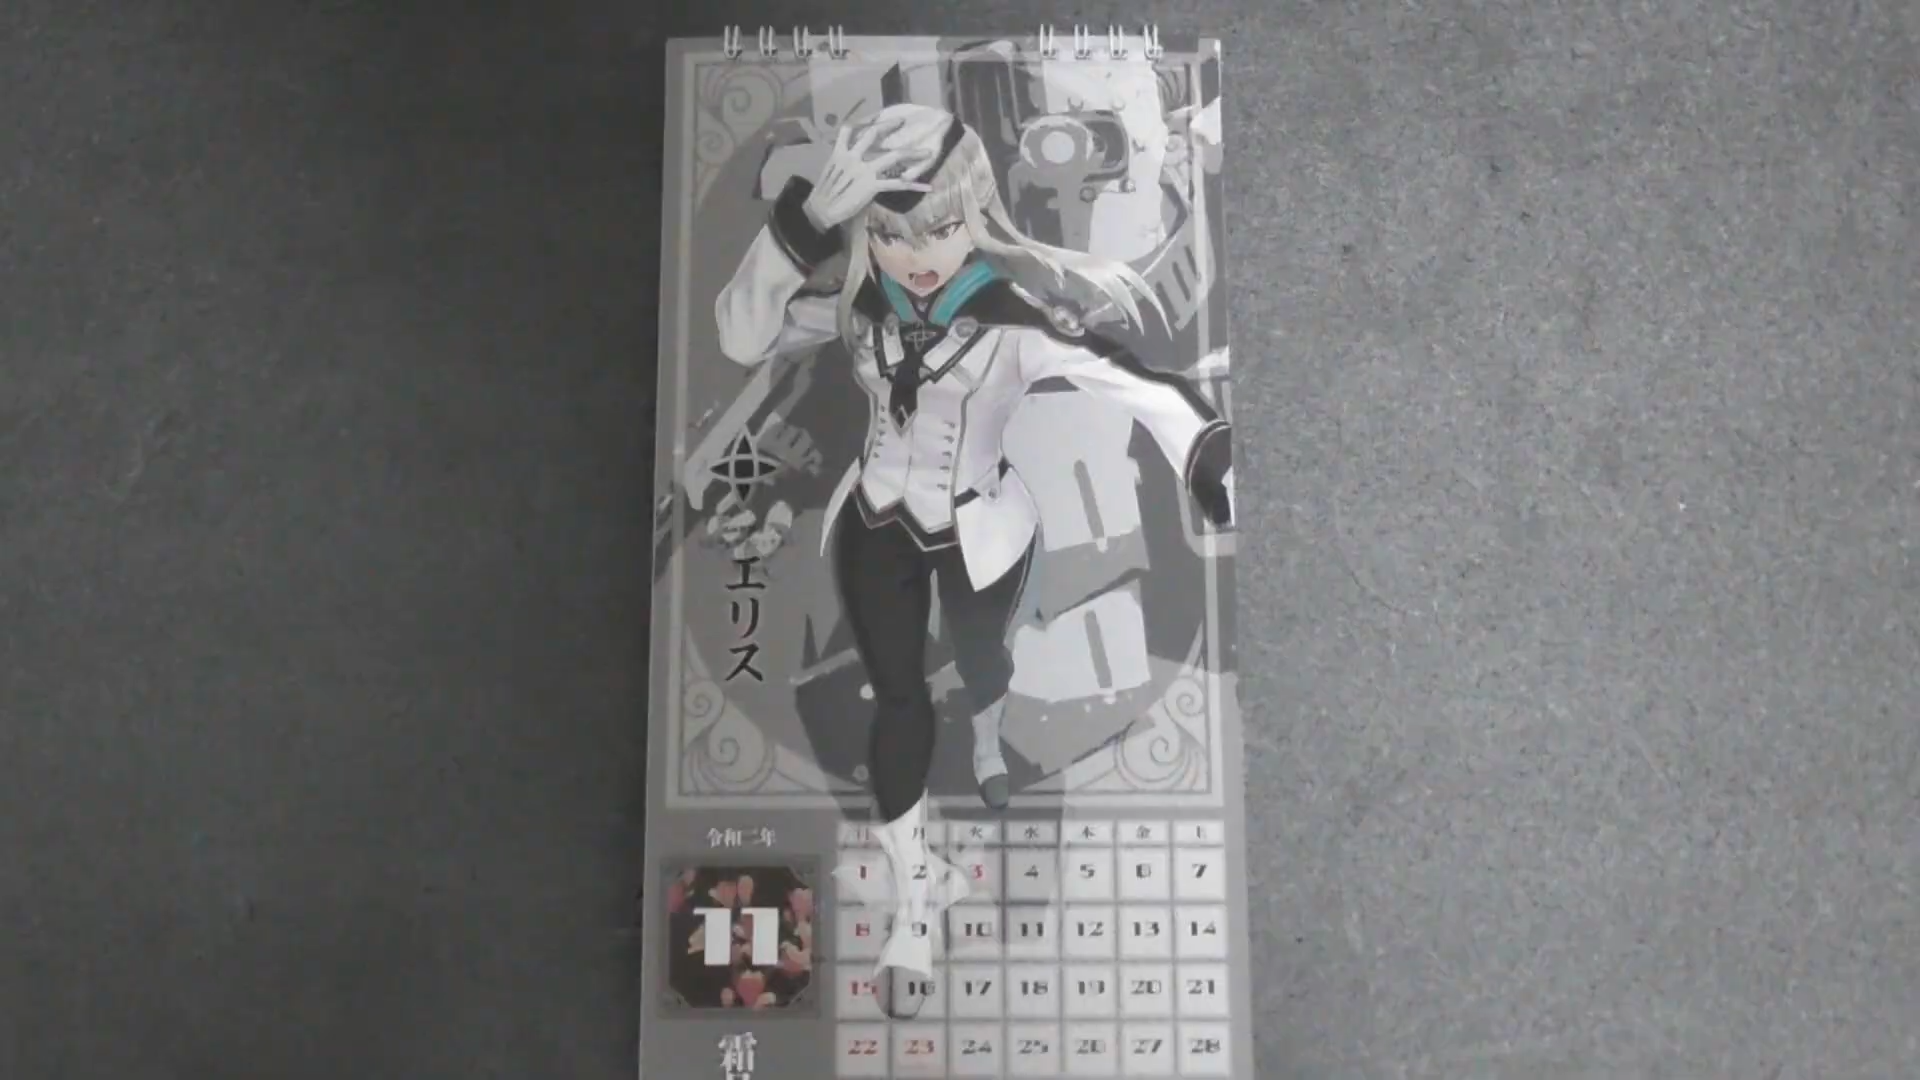 エリス
令和二年
11
日 月 火 水 木 金 土
1 2 3 4 5 6 7
8 9 10 11 12 13 14
15 16 17 18 19 20 21
22 23 24 25 26 27 28
霜